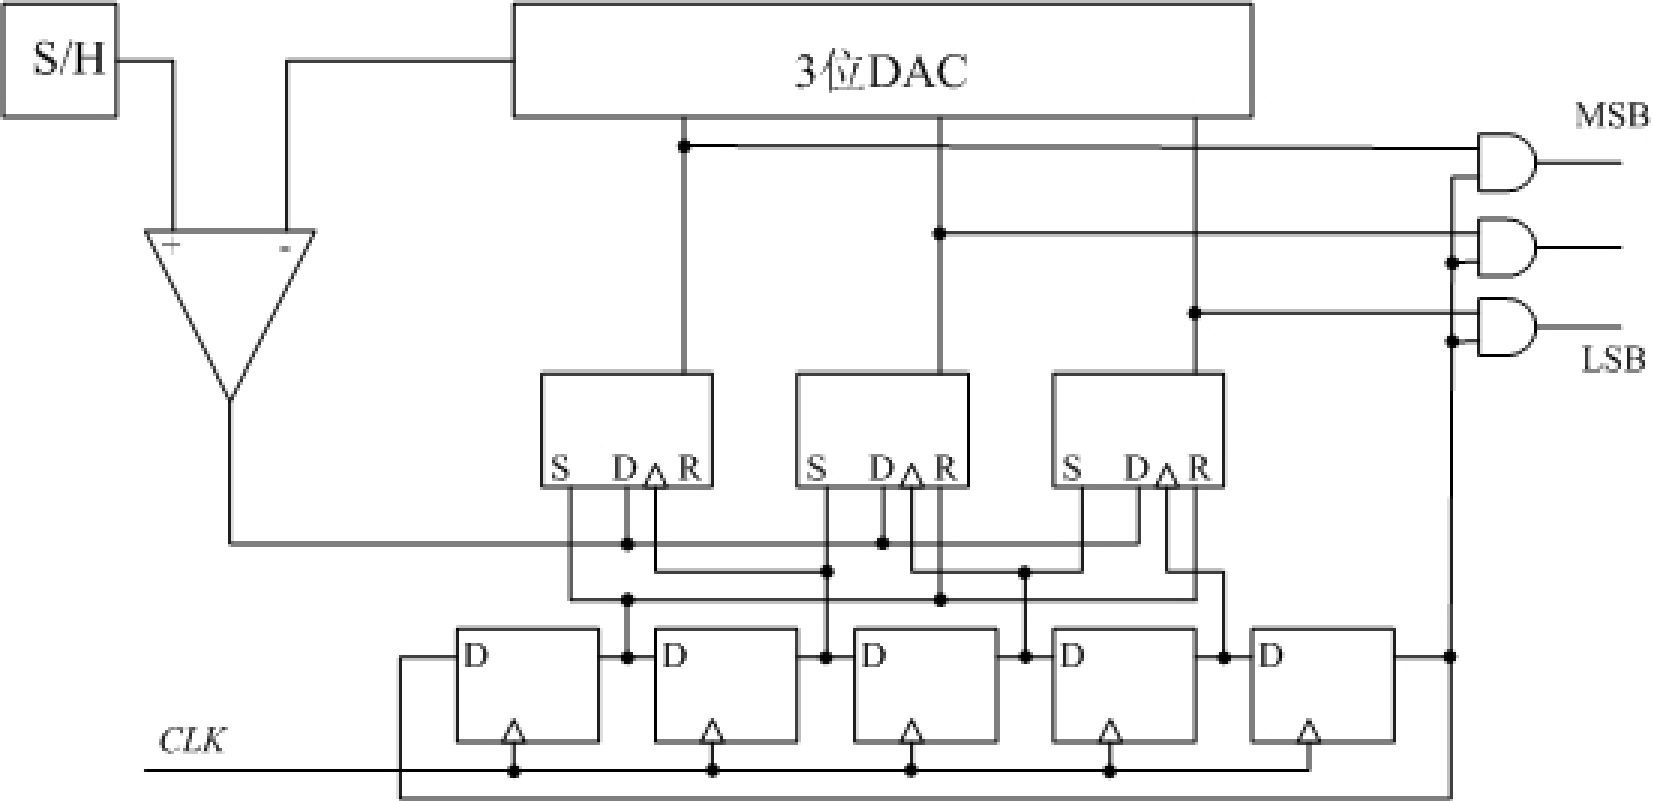 S/H
3位DAC
MSB
+ -
LSB
S D R S D R S D R
D D D D D
CLK